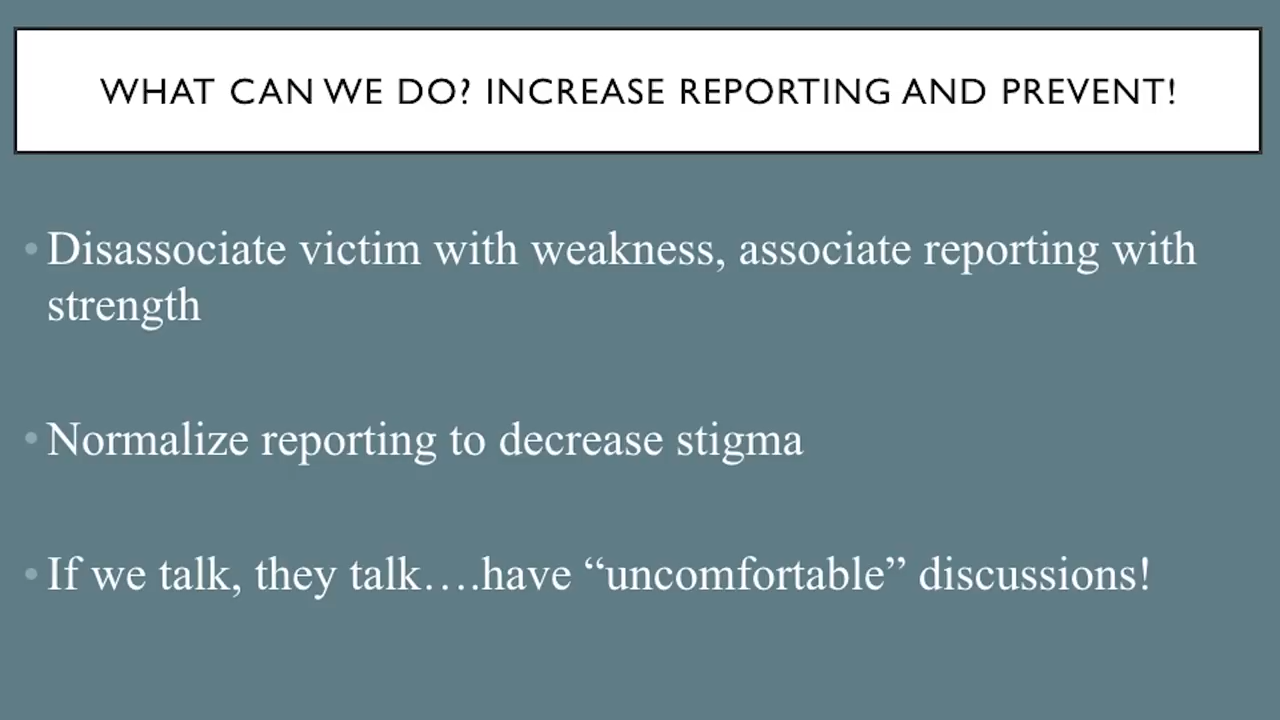 WHAT CAN WE DO? INCREASE REPORTING AND PREVENT!
• Disassociate victim with weakness, associate reporting with
strength
• Normalize reporting to decrease stigma
• If we talk, they talk….have “uncomfortable” discussions!